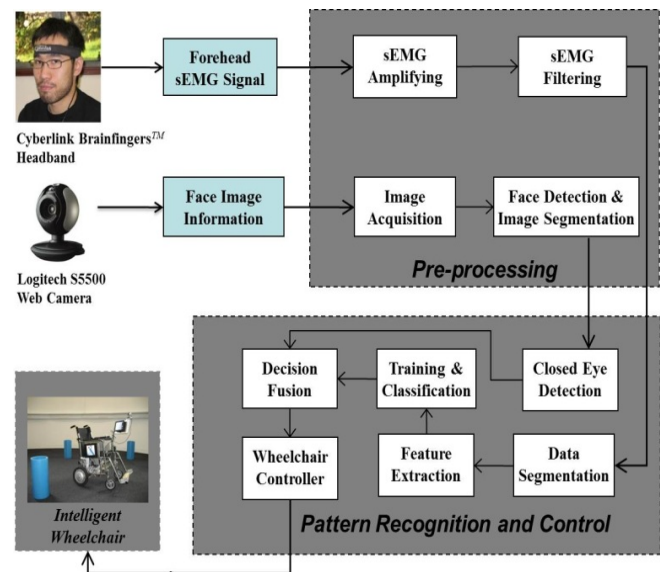 Forehead
sEMG Signal
sEMG
Amplifying
sEMG
Filtering
Cyberlink Brainfingers™
Headband
Face Image
Information
Image
Acquisition
Face Detection &
Image Segmentation
Logitech S5500
Web Camera
Pre-processing
Decision
Fusion
Training &
Classification
Closed Eye
Detection
Wheelchair
Controller
Feature
Extraction
Data
Segmentation
Intelligent
Wheelchair
Pattern Recognition and Control